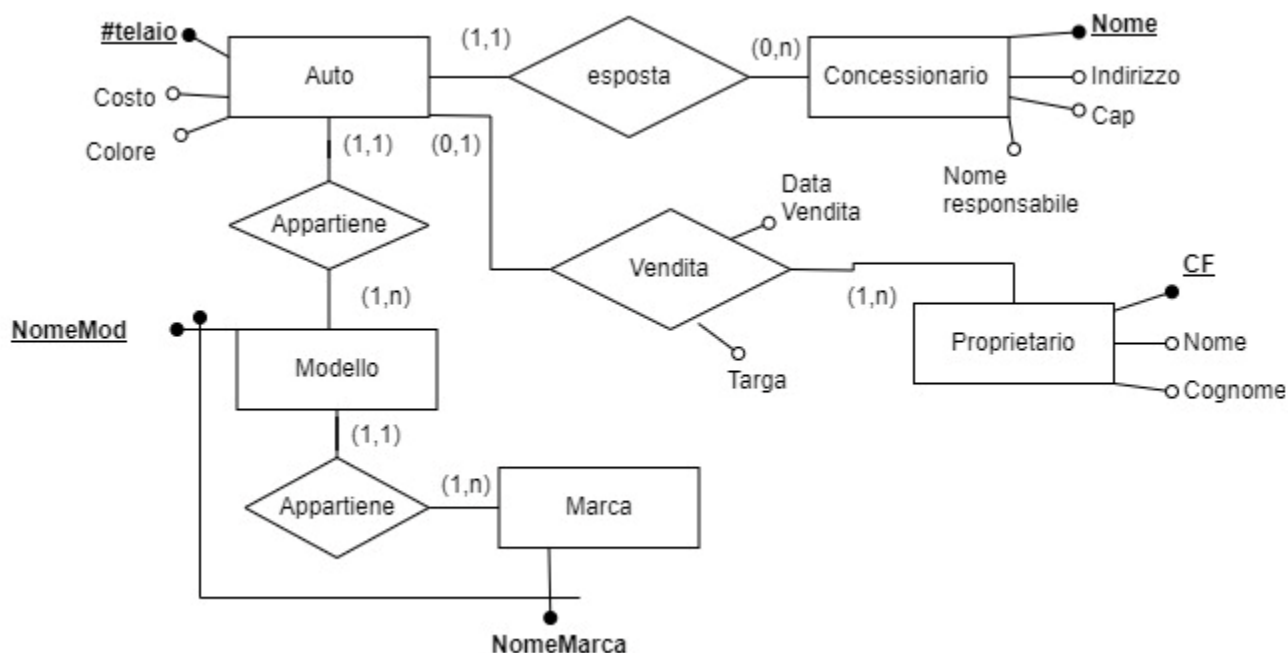 #telaio
Costo
Colore
Auto
(1,1)
esposta
(0,n)
Concessionario
Nome
Indirizzo
Cap
Nome
responsabile
(1,1)
(0,1)
Appartiene
(1,n)
Data
Vendita
Vendita
(1,n)
Targa
CF
Proprietario
Nome
Cognome
NomeMod
Modello
(1,1)
Appartiene
(1,n)
Marca
NomeMarca